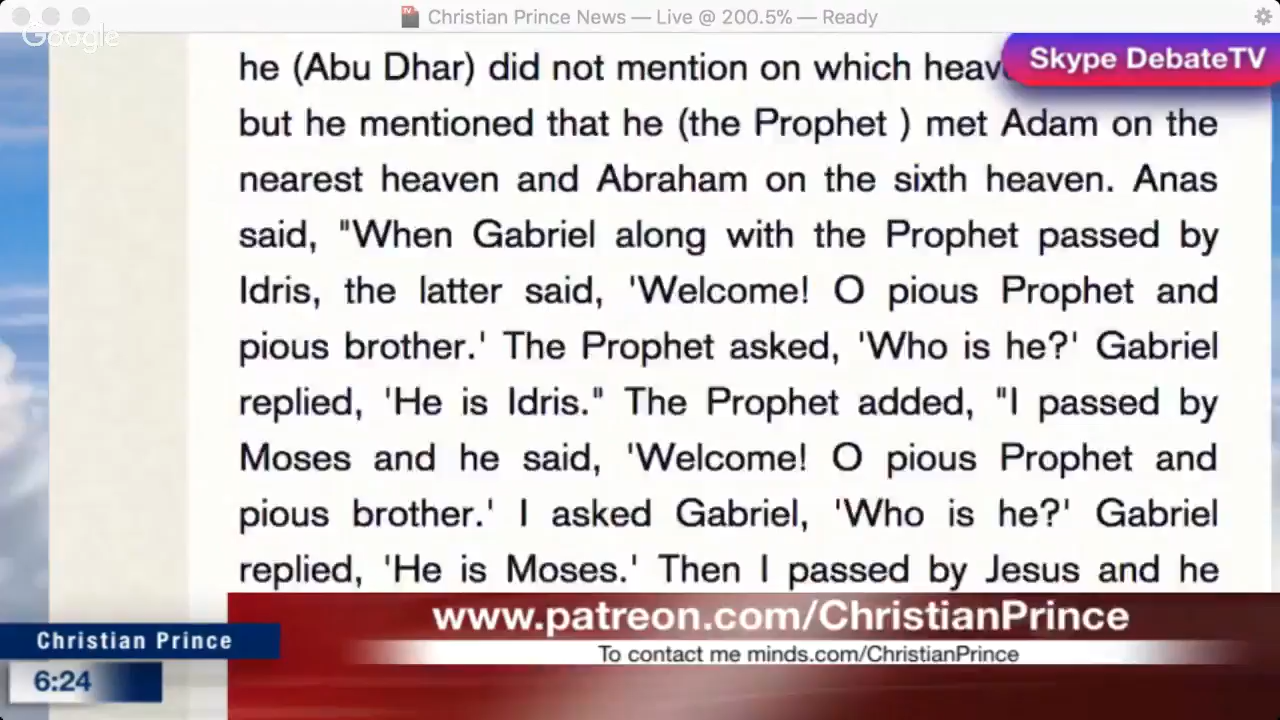 Christian Prince News — Live @ 200.5% — Ready
Google
Skype DebateTV
he (Abu Dhar) did not mention on which
but he mentioned that he (the Prophet ) met Adam on the
nearest heaven and Abraham on the sixth heaven. Anas
said, "When Gabriel along with the Prophet passed by
Idris, the latter said, 'Welcome! O pious Prophet and
pious brother.' The Prophet asked, 'Who is he?' Gabriel
replied, 'He is Idris." The Prophet added, "I passed by
Moses and he said, 'Welcome! O pious Prophet and
pious brother.' I asked Gabriel, 'Who is he?' Gabriel
replied, 'He is Moses.' Then I passed by Jesus and he
www.patreon.com/ChristianPrince
Christian Prince
To contact me minds.com/ChristianPrince
6:24